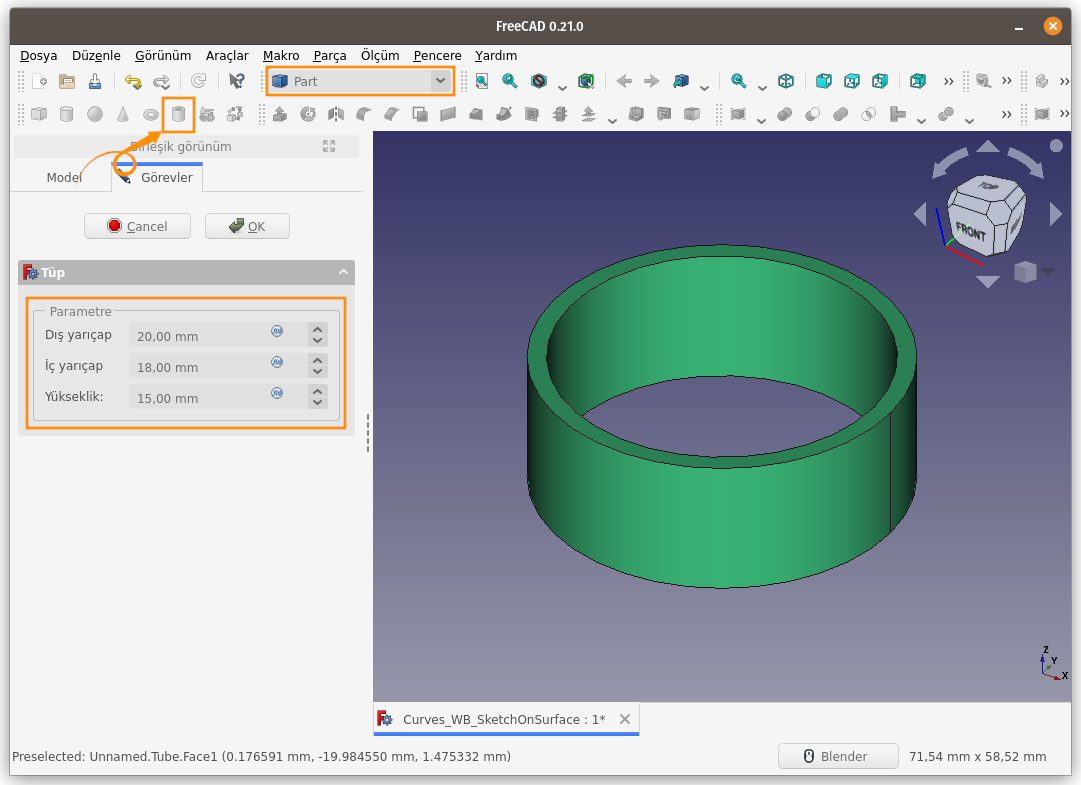 FreeCAD 0.21.0
Dosya Düzenle Görünüm Araçlar Makro Parça Ölçüm Pencere Yardım
Part
Birleşik görünüm
Model Görevler
Cancel OK
Tüp
Parametre
Dış yarıçap 20,00 mm
İç yarıçap 18,00 mm
Yükseklik: 15,00 mm
TOP
FRONT
Z
Y
X
Curves_WB_SketchOnSurface : 1*
Preselected: Unnamed.Tube.Face1 (0.176591 mm, -19.984550 mm, 1.475332 mm) Blender 71,54 mm x 58,52 mm